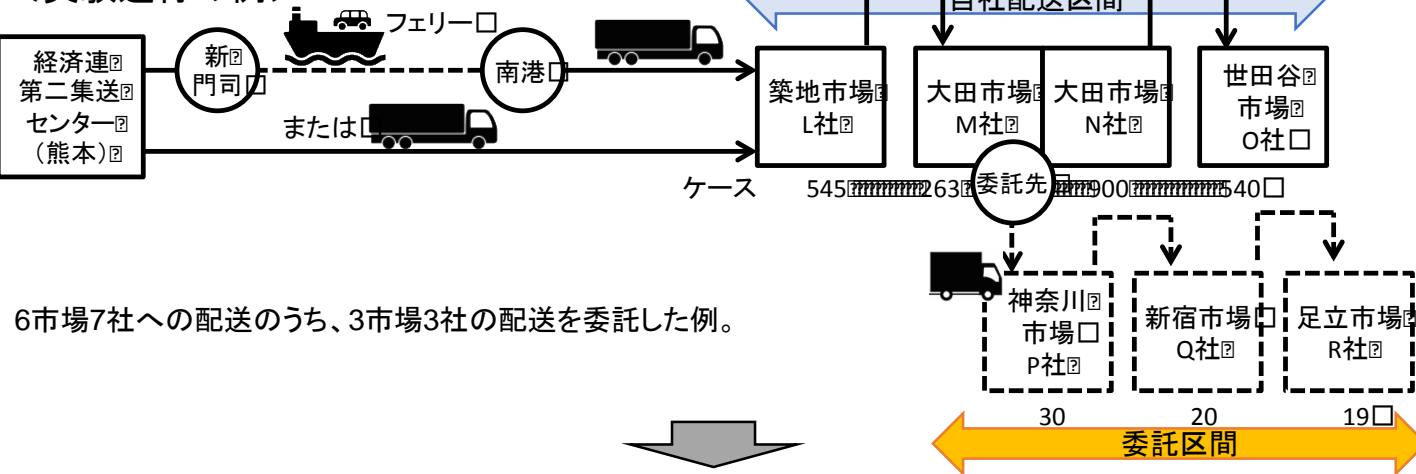 自社配送区間
フェリー
経済連
第二集送
センター
（熊本）
新
門司
南港
または
築地市場
L社
大田市場
M社
大田市場
N社
世田谷
市場
O社
ケース
545
263
委託先
900
540
6市場7社への配送のうち、3市場3社の配送を委託した例。
神奈川
市場
P社
新宿市場
Q社
足立市場
R社
30
20
19
委託区間